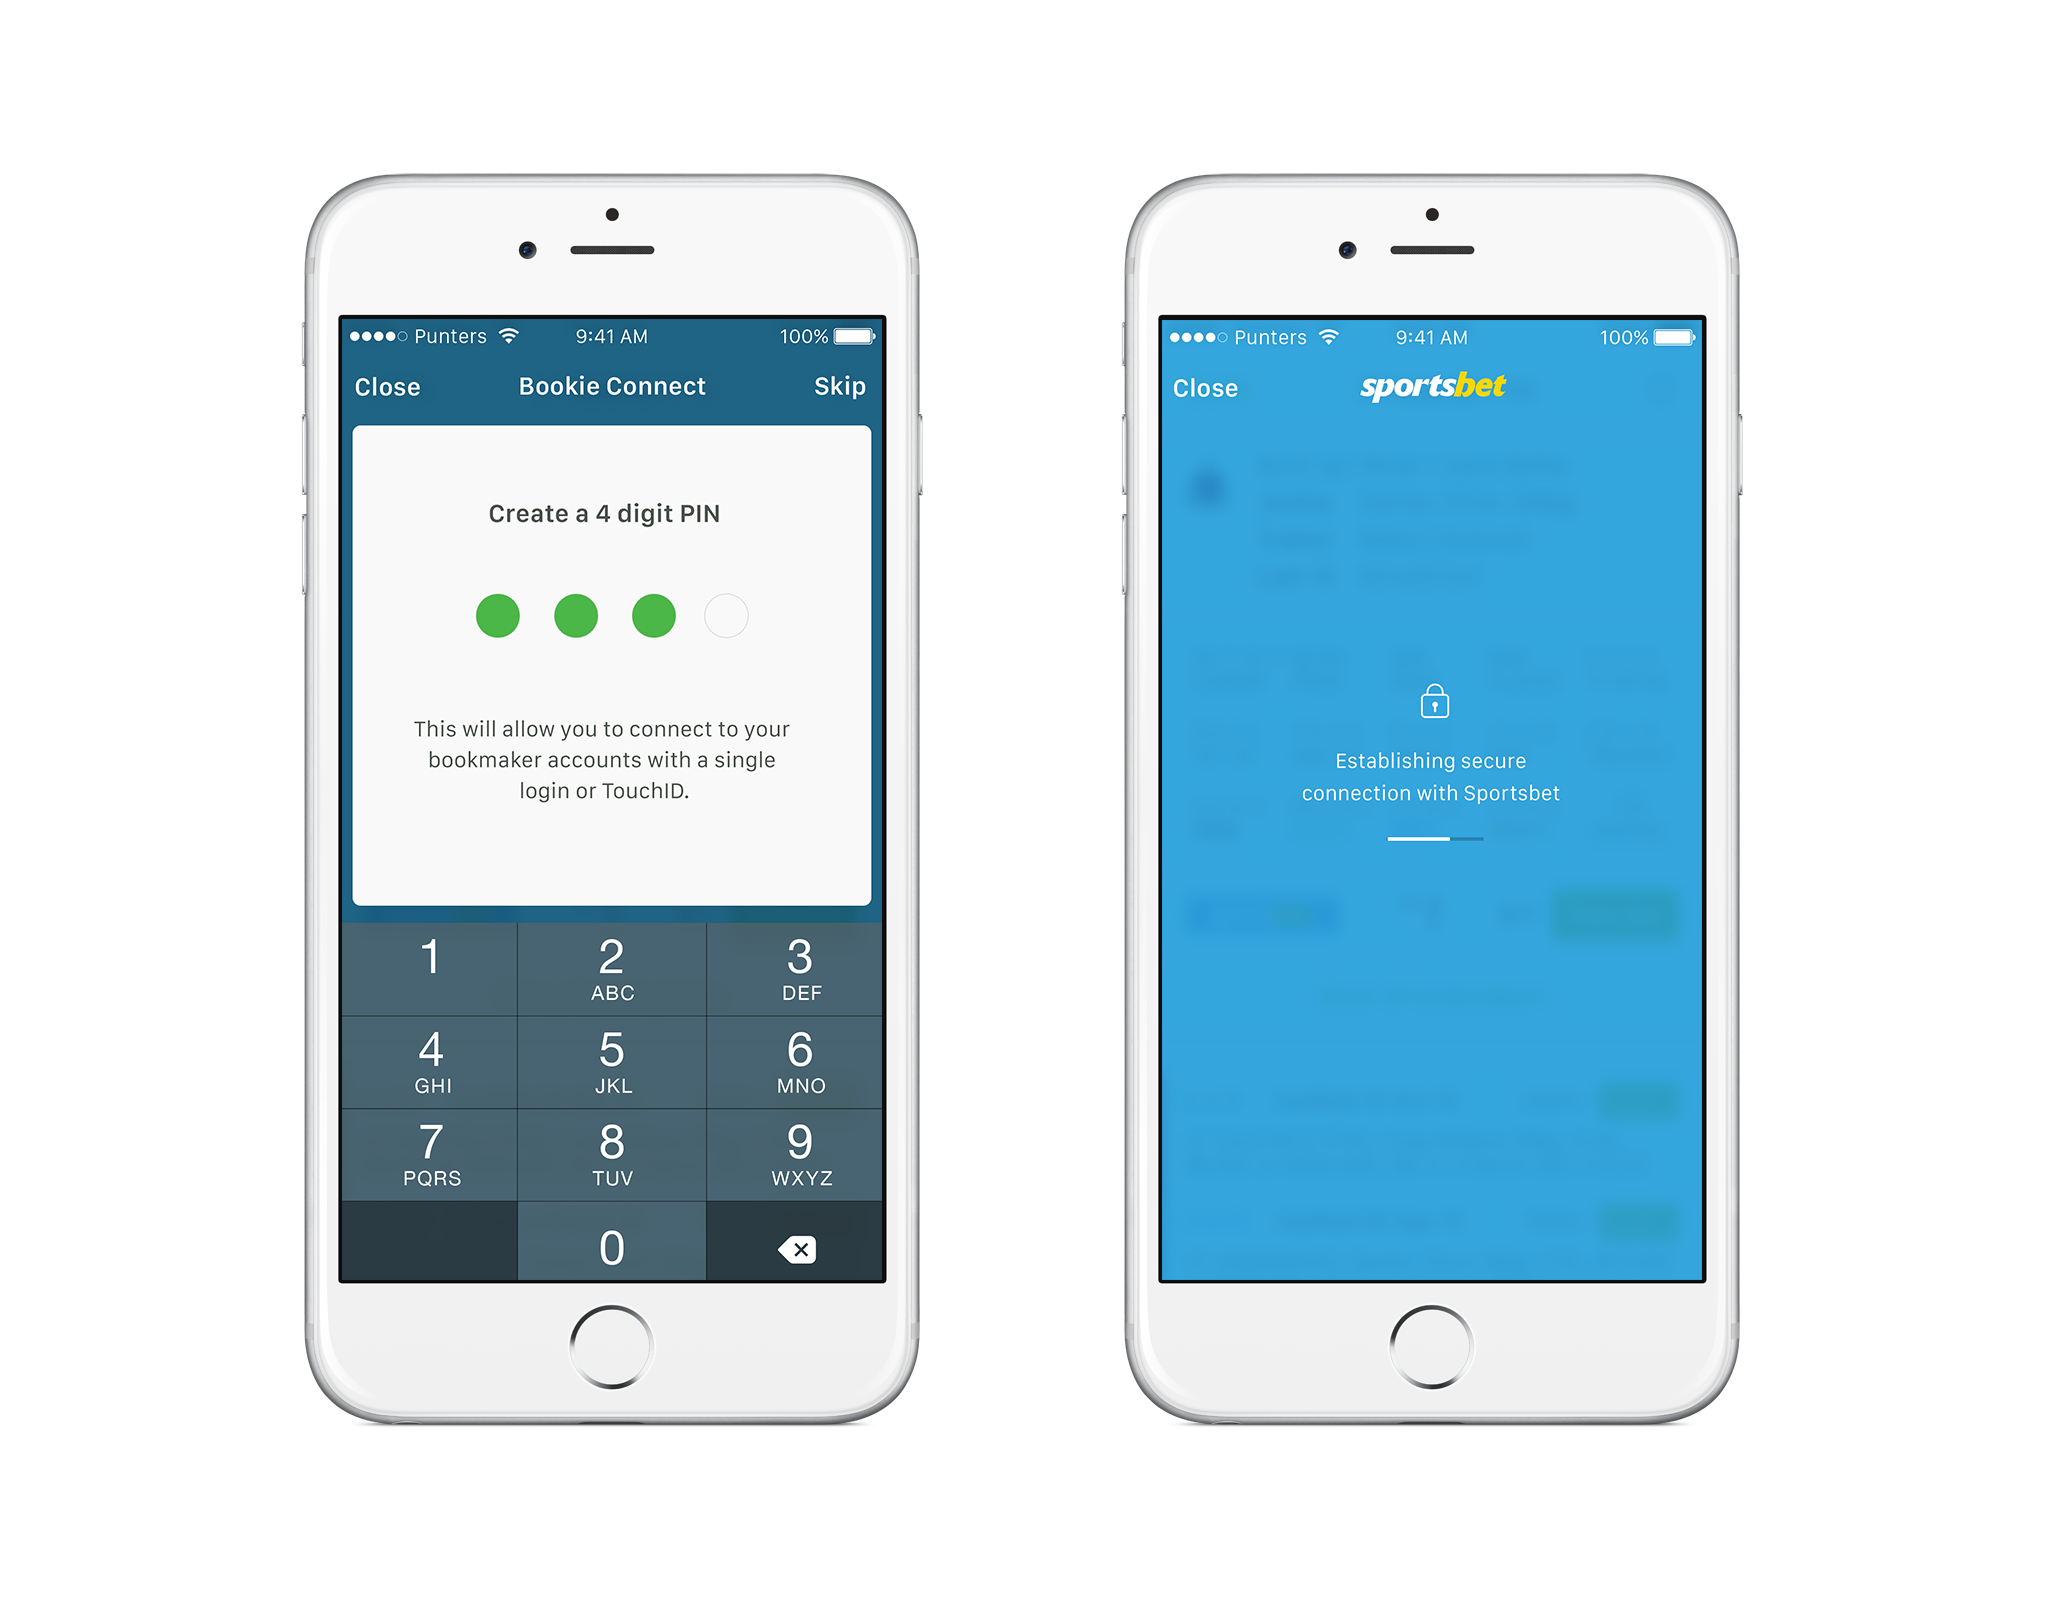 Punters 9:41 AM 100%
Close Bookie Connect Skip
Create a 4 digit PIN
This will allow you to connect to your
bookmaker accounts with a single
login or TouchID.
1 2 3
ABC DEF
4 5 6
GHI JKL MNO
7 8 9
PQRS TUV WXYZ
0
Punters 9:41 AM 100%
Close sportsbet
Establishing secure
connection with Sportsbet